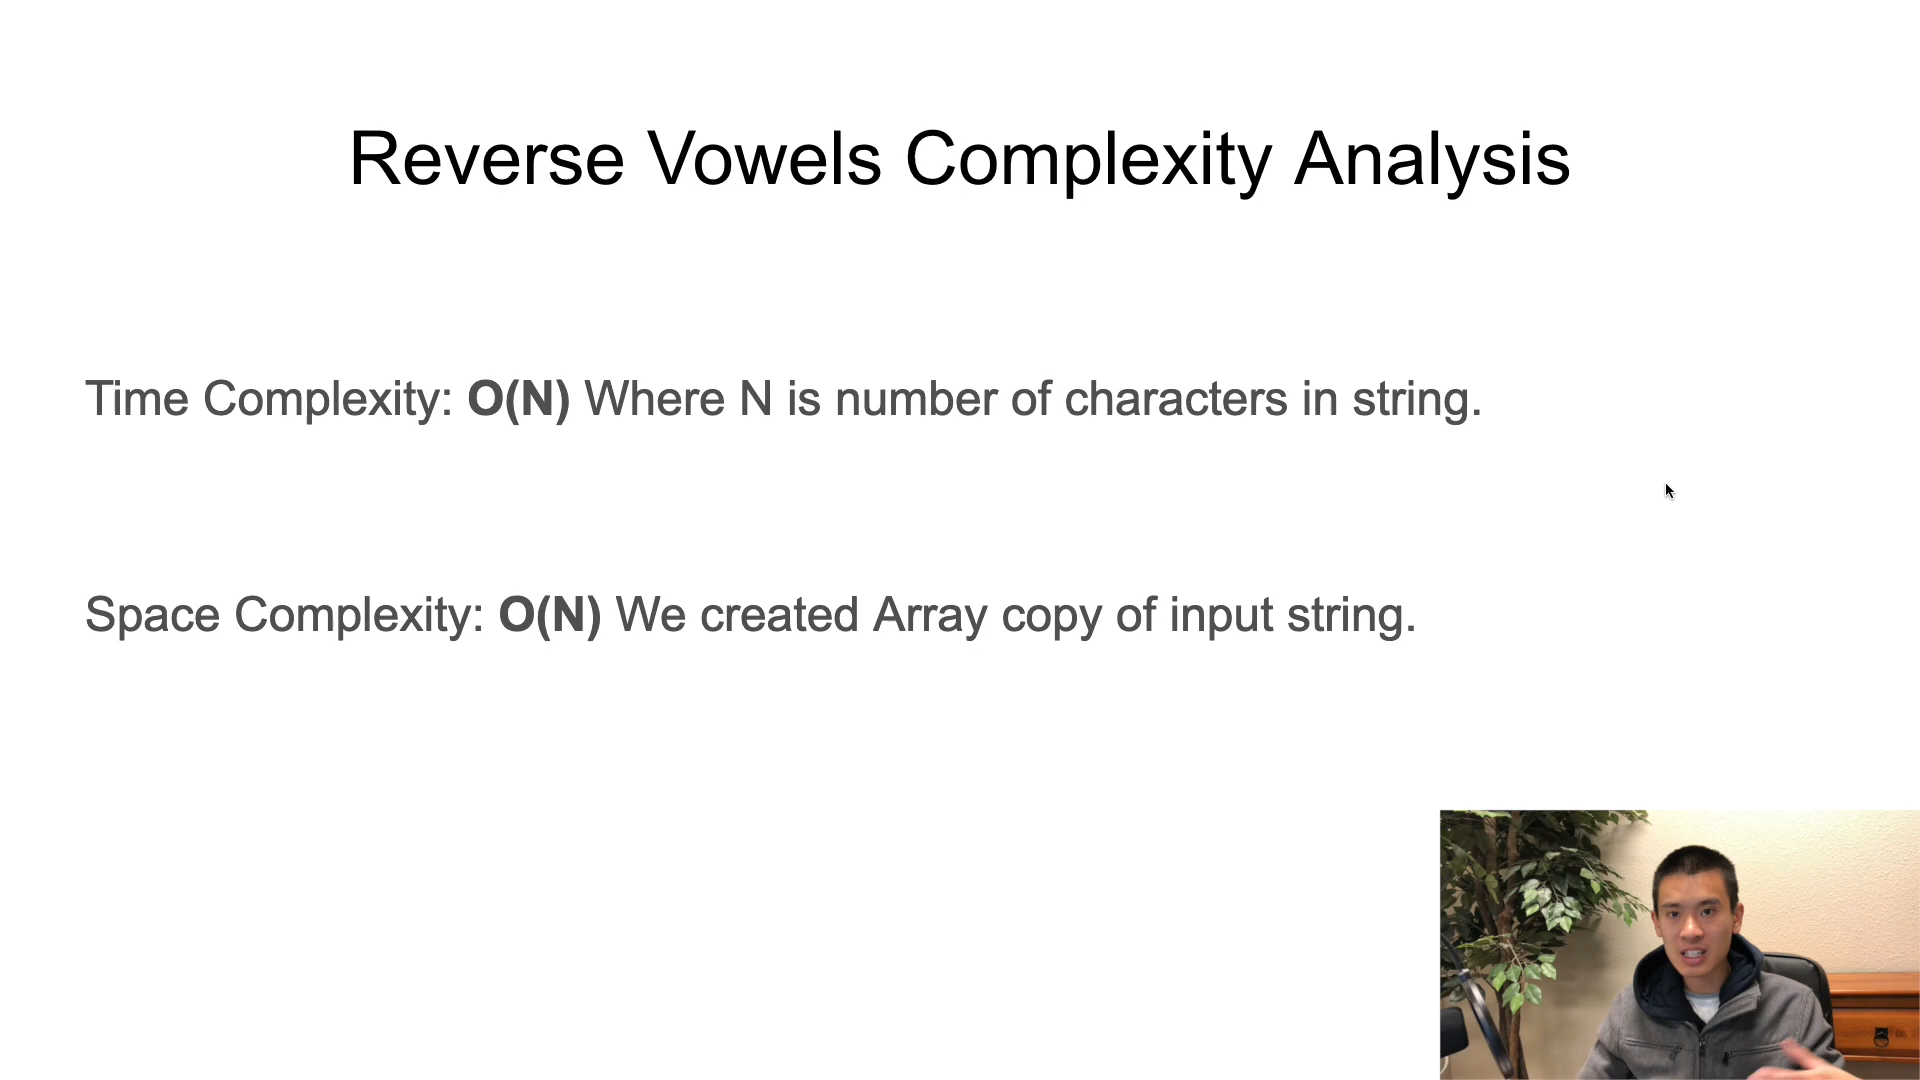 Reverse Vowels Complexity Analysis
Time Complexity: O(N) Where N is number of characters in string.
Space Complexity: O(N) We created Array copy of input string.